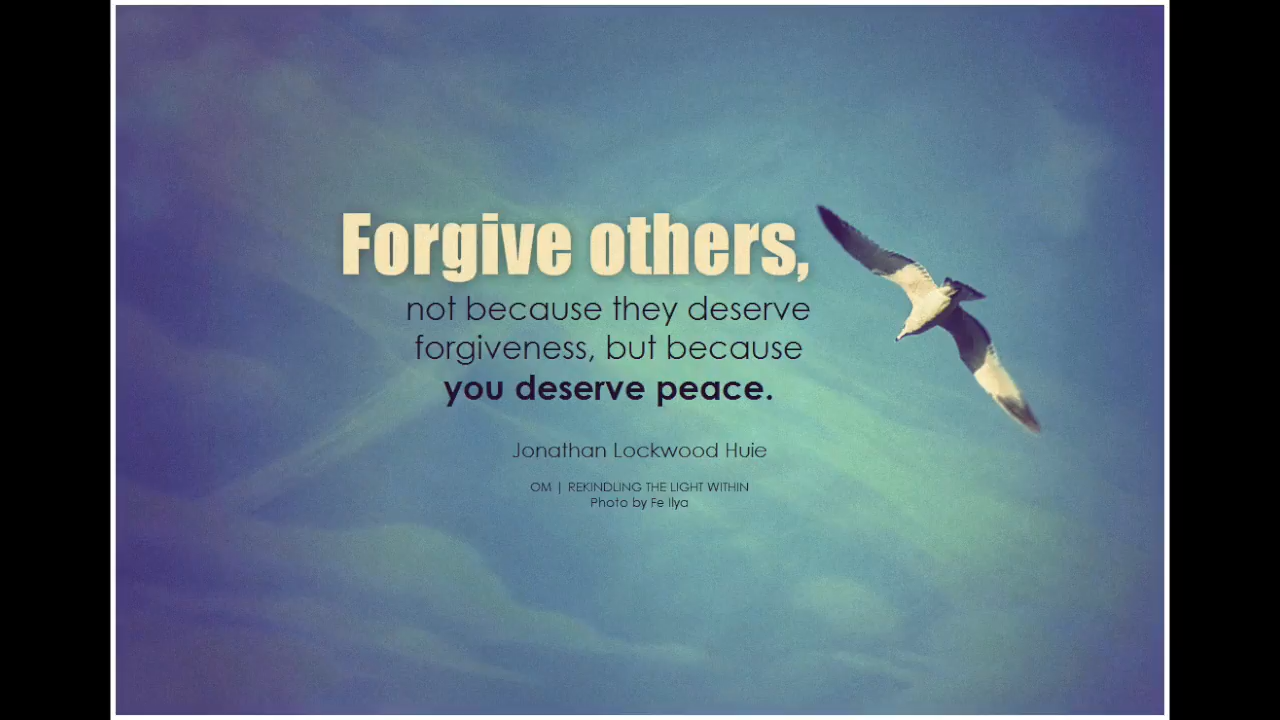 Forgive others,
not because they deserve
forgiveness, but because
you deserve peace.
Jonathan Lockwood Huie
OM | REKINDLING THE LIGHT WITHIN
Photo by Fe Ilya